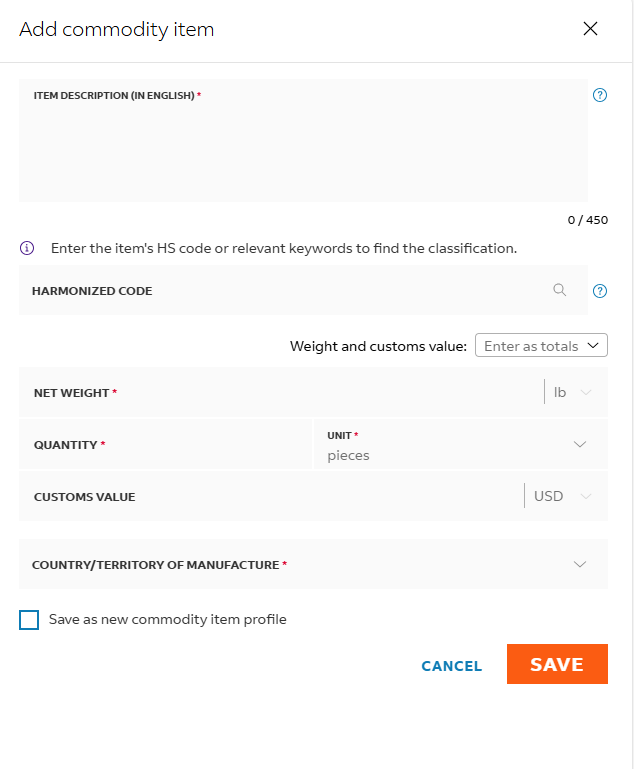 Add commodity item
ITEM DESCRIPTION (IN ENGLISH) *
0 / 450
Enter the item's HS code or relevant keywords to find the classification.
HARMONIZED CODE
Weight and customs value: Enter as totals
NET WEIGHT * lb
UNIT *
QUANTITY *
pieces
CUSTOMS VALUE USD
COUNTRY/TERRITORY OF MANUFACTURE *
Save as new commodity item profile
CANCEL SAVE